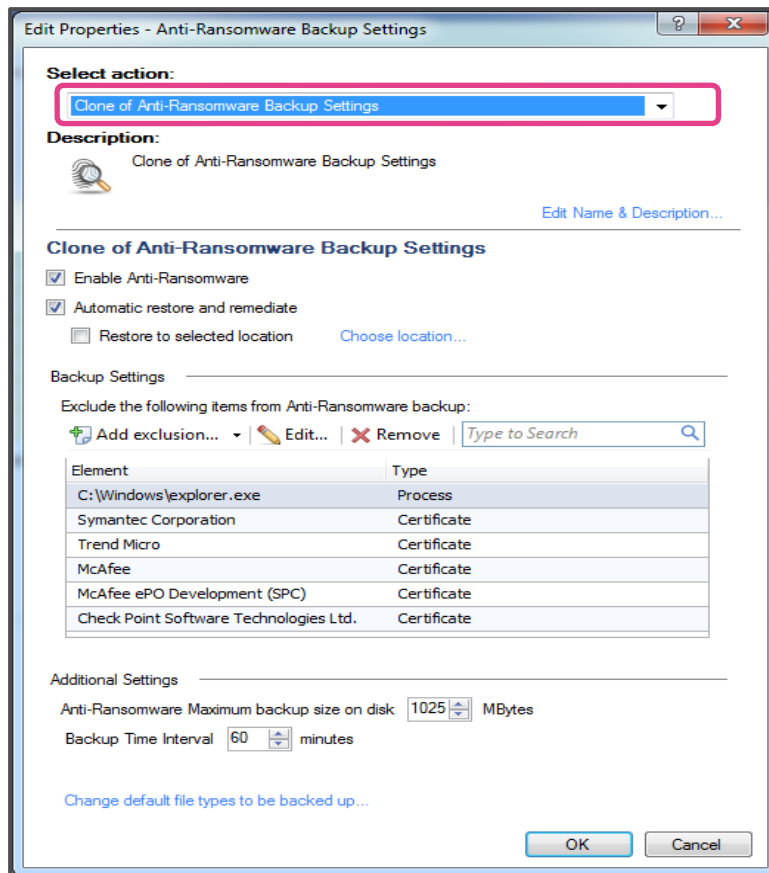 Edit Properties - Anti-Ransomware Backup Settings
?
X
Select action:
Clone of Anti-Ransomware Backup Settings
Description:
Clone of Anti-Ransomware Backup Settings
Edit Name & Description...
Clone of Anti-Ransomware Backup Settings
Enable Anti-Ransomware
Automatic restore and remediate
Restore to selected location Choose location...
Backup Settings
Exclude the following items from Anti-Ransomware backup:
Add exclusion... Edit... Remove Type to Search
Element Type
C:\Windows\explorer.exe Process
Symantec Corporation Certificate
Trend Micro Certificate
McAfee Certificate
McAfee ePO Development (SPC) Certificate
Check Point Software Technologies Ltd. Certificate
Additional Settings
Anti-Ransomware Maximum backup size on disk 1025 MBytes
Backup Time Interval 60 minutes
Change default file types to be backed up...
OK Cancel